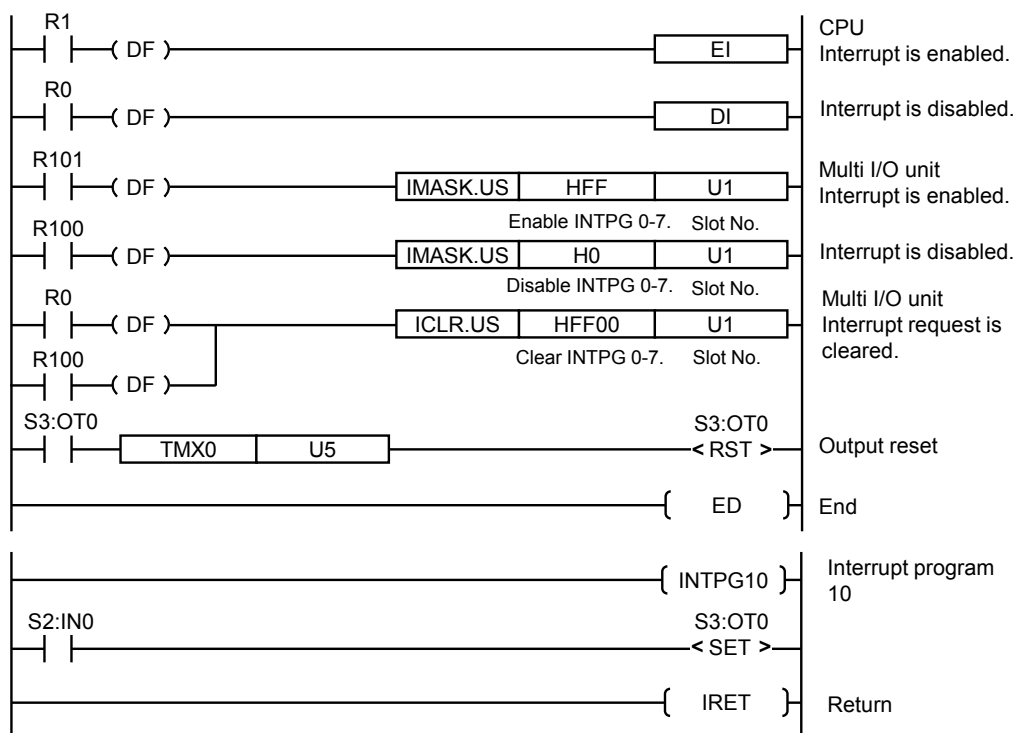 R1
( DF )
EI
CPU
Interrupt is enabled.
R0
( DF )
DI
Interrupt is disabled.
R101
( DF )
IMASK.US HFF U1
Multi I/O unit
Interrupt is enabled.
Enable INTPG 0-7. Slot No.
R100
( DF )
IMASK.US H0 U1
Interrupt is disabled.
Disable INTPG 0-7. Slot No.
R0
( DF )
ICLR.US HFF00 U1
Multi I/O unit
Interrupt request is
cleared.
Clear INTPG 0-7. Slot No.
R100
( DF )
S3:OT0
TMX0 U5
S3:OT0
< RST >
Output reset
ED
End
INTPG10
Interrupt program
10
S2:IN0
S3:OT0
< SET >
IRET
Return